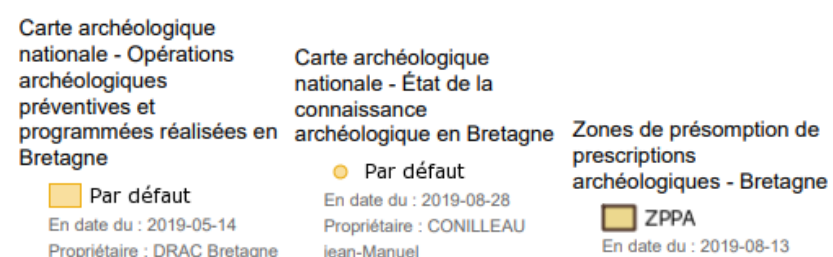 Carte archéologique
nationale - Opérations
archéologiques
préventives et
programmées réalisées en
Bretagne
Par défaut
En date du : 2019-05-14
Propriétaire : DRAC Bretagne
Carte archéologique
nationale - État de la
connaissance
archéologique en Bretagne
Par défaut
En date du : 2019-08-28
Propriétaire : CONILLEAU
jean-Manuel
Zones de présomption de
prescriptions
archéologiques - Bretagne
ZPPA
En date du : 2019-08-13